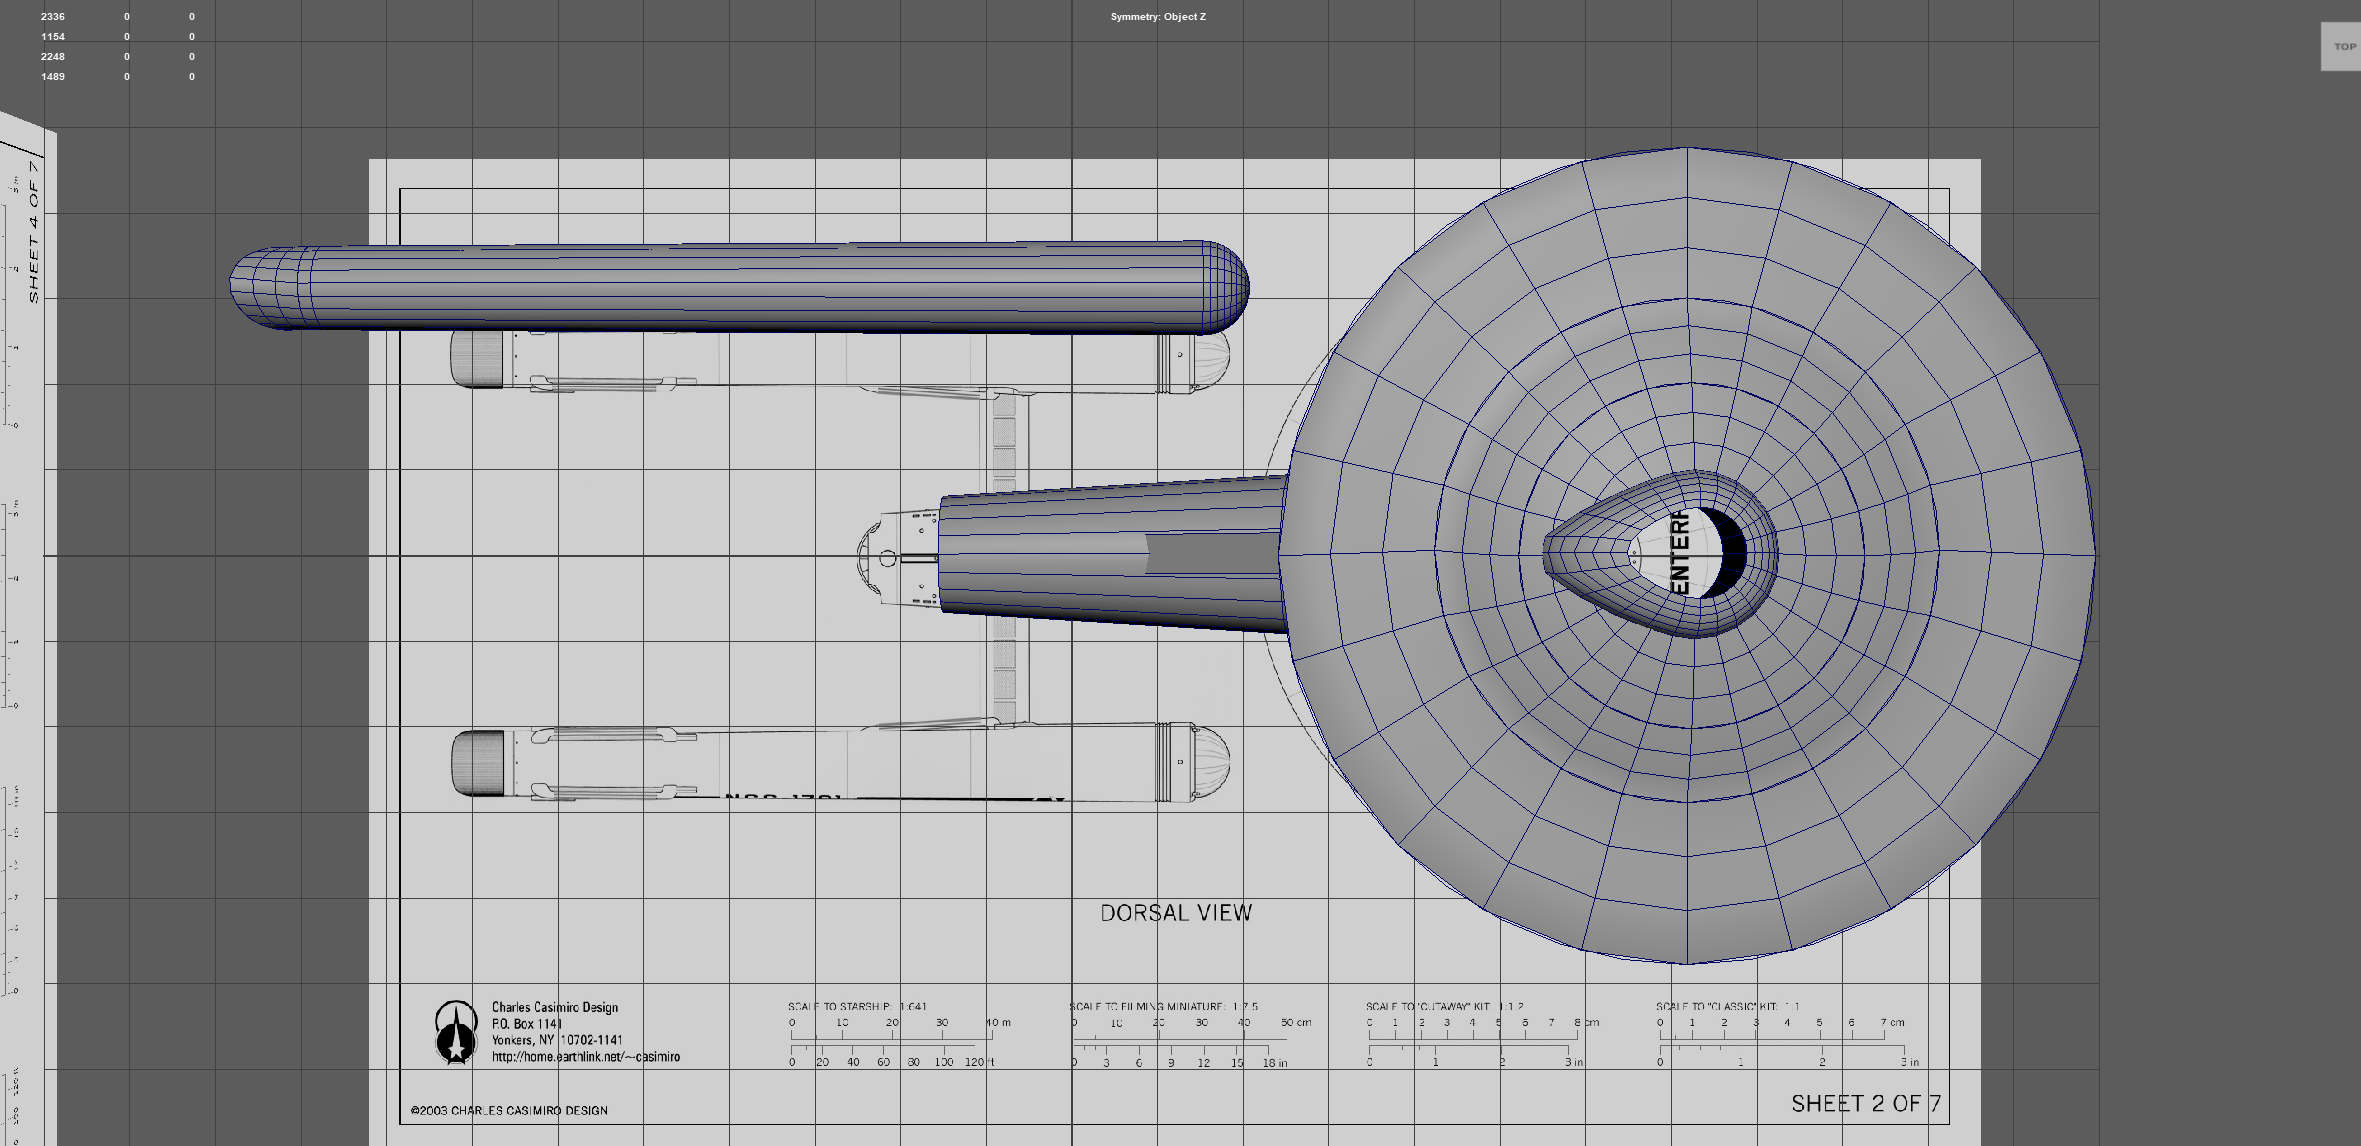 2336 0 0
1154 0 0
2248 0 0
1489 0 0
Symmetry: Object Z
TOP
SHEET 4 OF 7
ENTERP
DORSAL VIEW
Charles Casimiro Design
P.O. Box 1141
Yonkers, NY 10702-1141
http://home.earthlink.net/~casimiro
SCALE TO STARSHIP: 1:641
0 10 20 30 40 m
0 20 40 60 80 100 120 ft
SCALE TO FILMING MINIATURE: 1:7.5
0 10 20 30 40 50 cm
0 3 6 9 12 15 18 in
SCALE TO "CUTAWAY" KIT: 1:1.2
0 1 2 3 4 5 6 7 8 cm
0 1 2 3 in
SCALE TO "CLASSIC" KIT: 1:1
0 1 2 3 4 5 6 7 cm
0 1 2 3 in
©2003 CHARLES CASIMIRO DESIGN
SHEET 2 OF 7